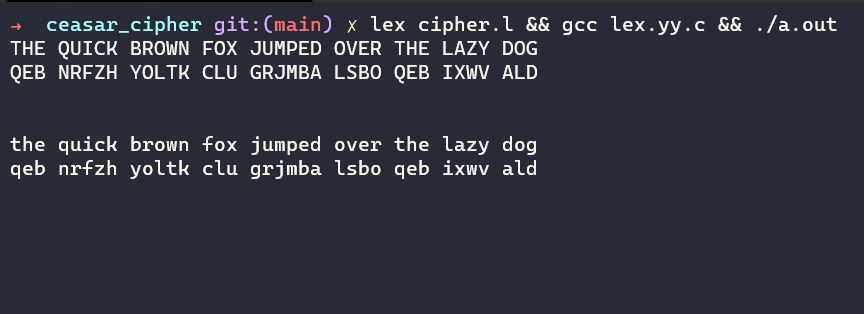 → ceasar_cipher git:(main) ✗ lex cipher.l && gcc lex.yy.c && ./a.out
THE QUICK BROWN FOX JUMPED OVER THE LAZY DOG
QEB NRFZH YOLTK CLU GRJMBA LSBO QEB IXWV ALD
the quick brown fox jumped over the lazy dog
qeb nrfzh yoltk clu grjmba lsbo qeb ixwv ald